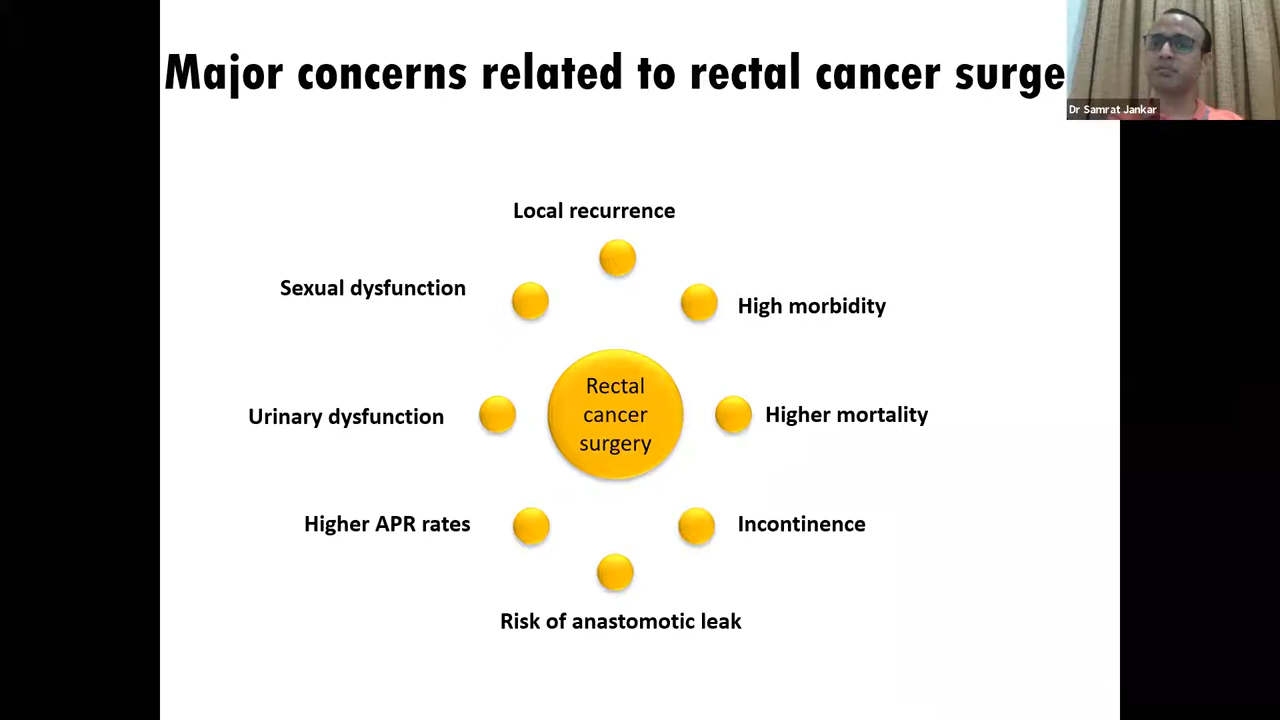 Major concerns related to rectal cancer surge
Dr Samrat Jankar
Local recurrence
Sexual dysfunction
High morbidity
Rectal
cancer
surgery
Urinary dysfunction
Higher mortality
Higher APR rates
Incontinence
Risk of anastomotic leak